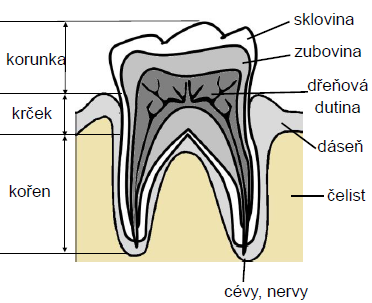 korunka
krček
kořen
sklovina
zubovina
dřeňová
dutina
dáseň
čelist
cévy, nervy